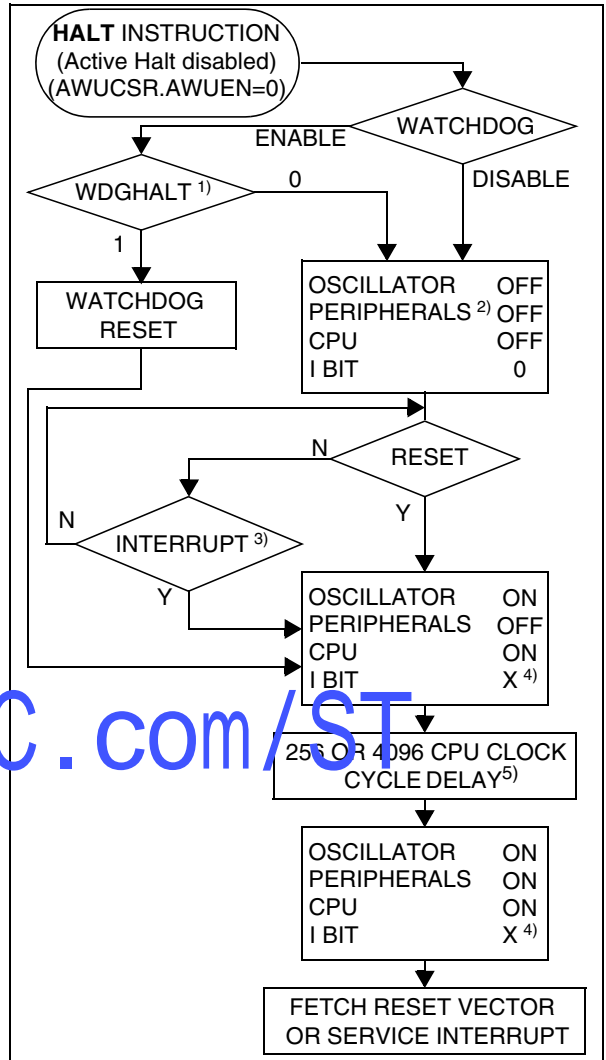 HALT INSTRUCTION
(Active Halt disabled)
(AWUCSR.AWUEN=0)
WATCHDOG
ENABLE
DISABLE
WDGHALT 1)
0
1
WATCHDOG
RESET
OSCILLATOR OFF
PERIPHERALS 2) OFF
CPU OFF
I BIT 0
RESET
N
Y
INTERRUPT 3)
N
Y
OSCILLATOR ON
PERIPHERALS OFF
CPU ON
I BIT X 4)
C.com/ST
256 OR 4096 CPU CLOCK
CYCLE DELAY5)
OSCILLATOR ON
PERIPHERALS ON
CPU ON
I BIT X 4)
FETCH RESET VECTOR
OR SERVICE INTERRUPT